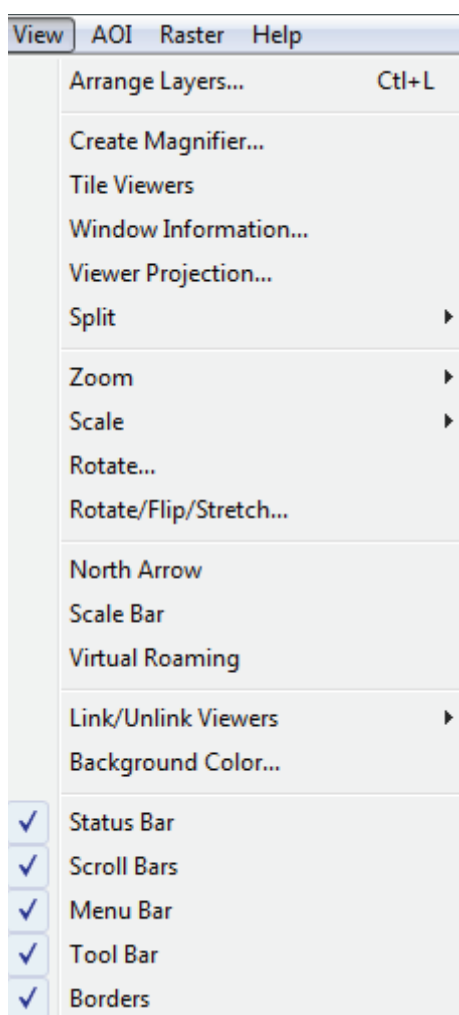 View AOI Raster Help
Arrange Layers... Ctl+L
Create Magnifier...
Tile Viewers
Window Information...
Viewer Projection...
Split
Zoom
Scale
Rotate...
Rotate/Flip/Stretch...
North Arrow
Scale Bar
Virtual Roaming
Link/Unlink Viewers
Background Color...
Status Bar
Scroll Bars
Menu Bar
Tool Bar
Borders